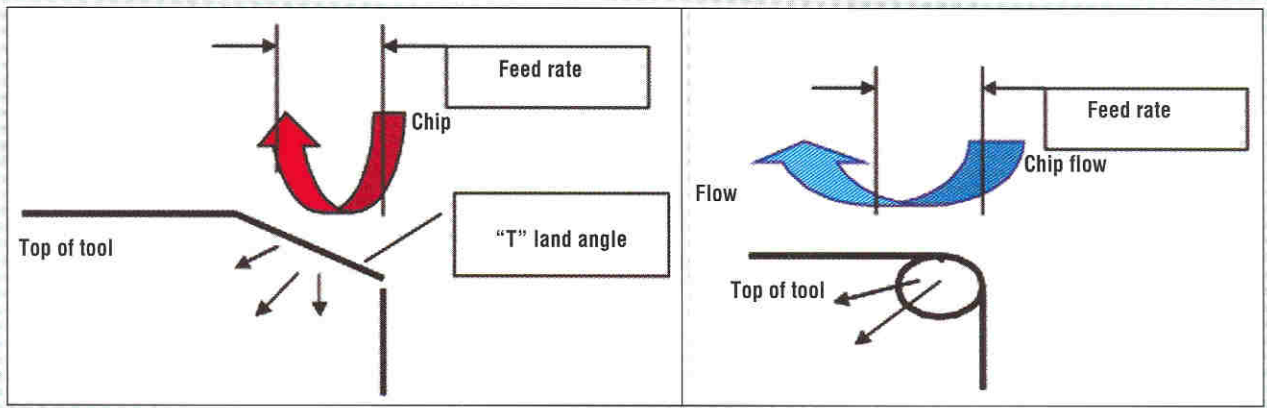 Feed rate
Chip
Top of tool
“T” land angle
Feed rate
Chip flow
Flow
Top of tool